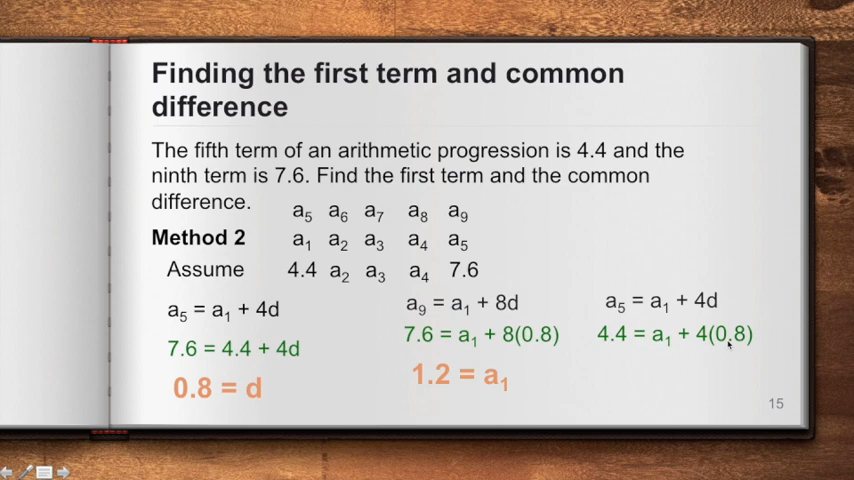 Finding the first term and common
difference
The fifth term of an arithmetic progression is 4.4 and the
ninth term is 7.6. Find the first term and the common
difference.
a₅ a₆ a₇ a₈ a₉
Method 2 a₁ a₂ a₃ a₄ a₅
Assume 4.4 a₂ a₃ a₄ 7.6
a₅ = a₁ + 4d
7.6 = 4.4 + 4d
0.8 = d
a₉ = a₁ + 8d
7.6 = a₁ + 8(0.8)
1.2 = a₁
a₅ = a₁ + 4d
4.4 = a₁ + 4(0.8)
15